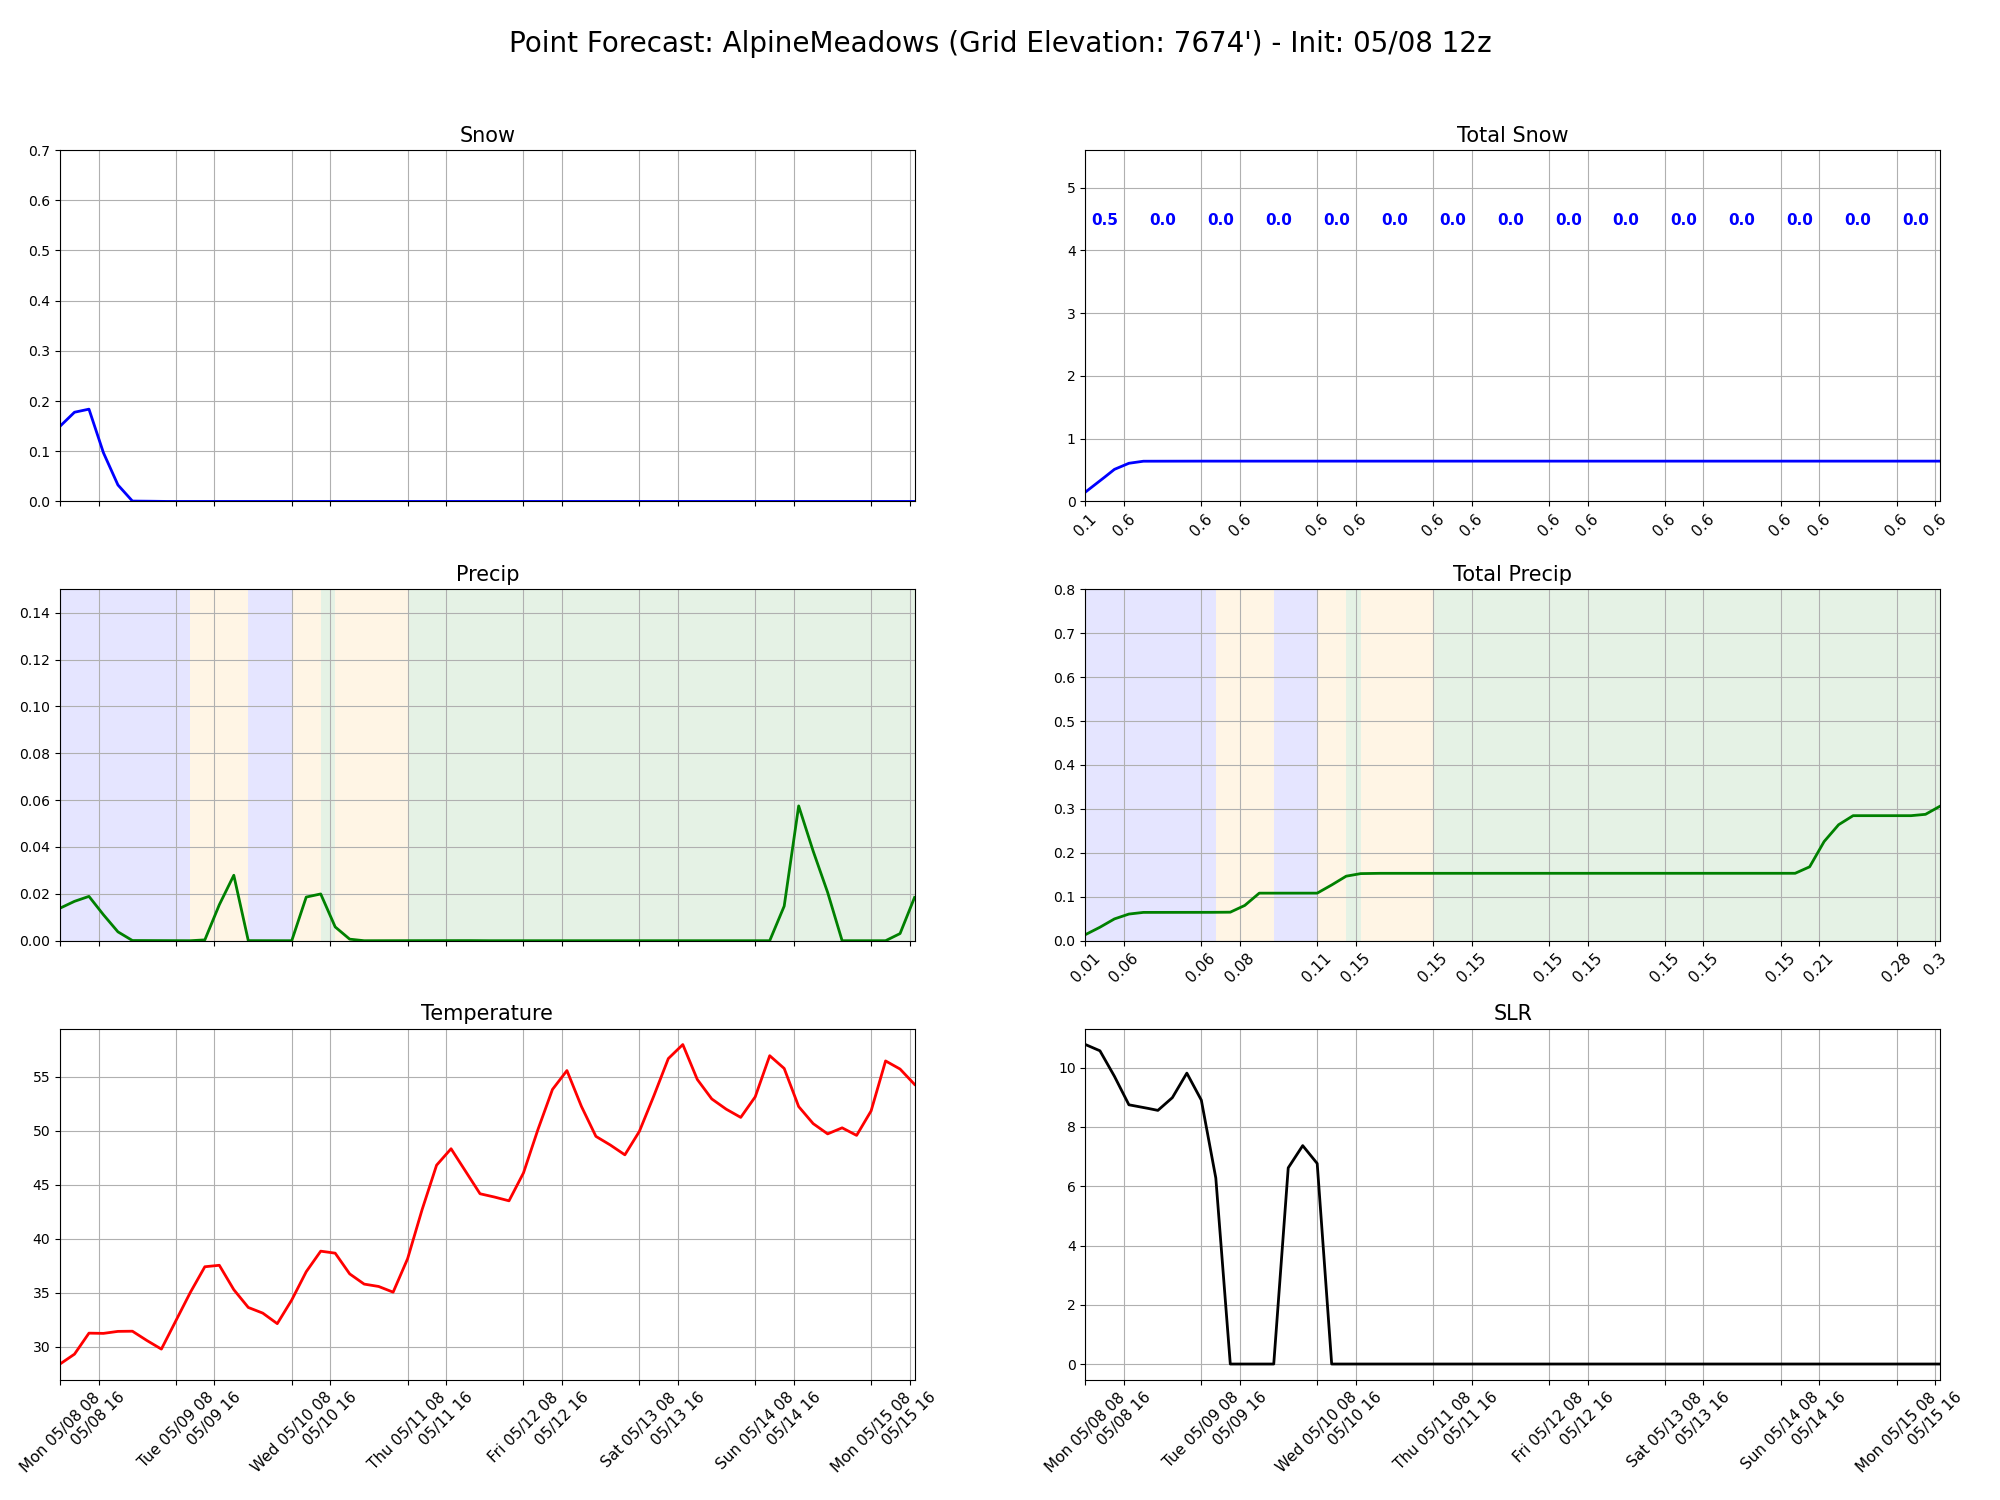 Point Forecast: AlpineMeadows (Grid Elevation: 7674') - Init: 05/08 12z
Snow
0.7
0.6
0.5
0.4
0.3
0.2
0.1
0.0
Total Snow
5
4
3
2
1
0
0.5 0.0 0.0 0.0 0.0 0.0 0.0 0.0 0.0 0.0 0.0 0.0 0.0 0.0 0.0
0.1 0.6 0.6 0.6 0.6 0.6 0.6 0.6 0.6 0.6 0.6 0.6 0.6 0.6 0.6 0.6
Precip
0.14
0.12
0.10
0.08
0.06
0.04
0.02
0.00
Total Precip
0.8
0.7
0.6
0.5
0.4
0.3
0.2
0.1
0.0
0.01 0.06 0.06 0.08 0.11 0.15 0.15 0.15 0.15 0.15 0.15 0.15 0.15 0.21 0.28 0.3
Temperature
55
50
45
40
35
30
Mon 05/08 08
05/08 16
Tue 05/09 08
05/09 16
Wed 05/10 08
05/10 16
Thu 05/11 08
05/11 16
Fri 05/12 08
05/12 16
Sat 05/13 08
05/13 16
Sun 05/14 08
05/14 16
Mon 05/15 08
05/15 16
SLR
10
8
6
4
2
0
Mon 05/08 08
05/08 16
Tue 05/09 08
05/09 16
Wed 05/10 08
05/10 16
Thu 05/11 08
05/11 16
Fri 05/12 08
05/12 16
Sat 05/13 08
05/13 16
Sun 05/14 08
05/14 16
Mon 05/15 08
05/15 16